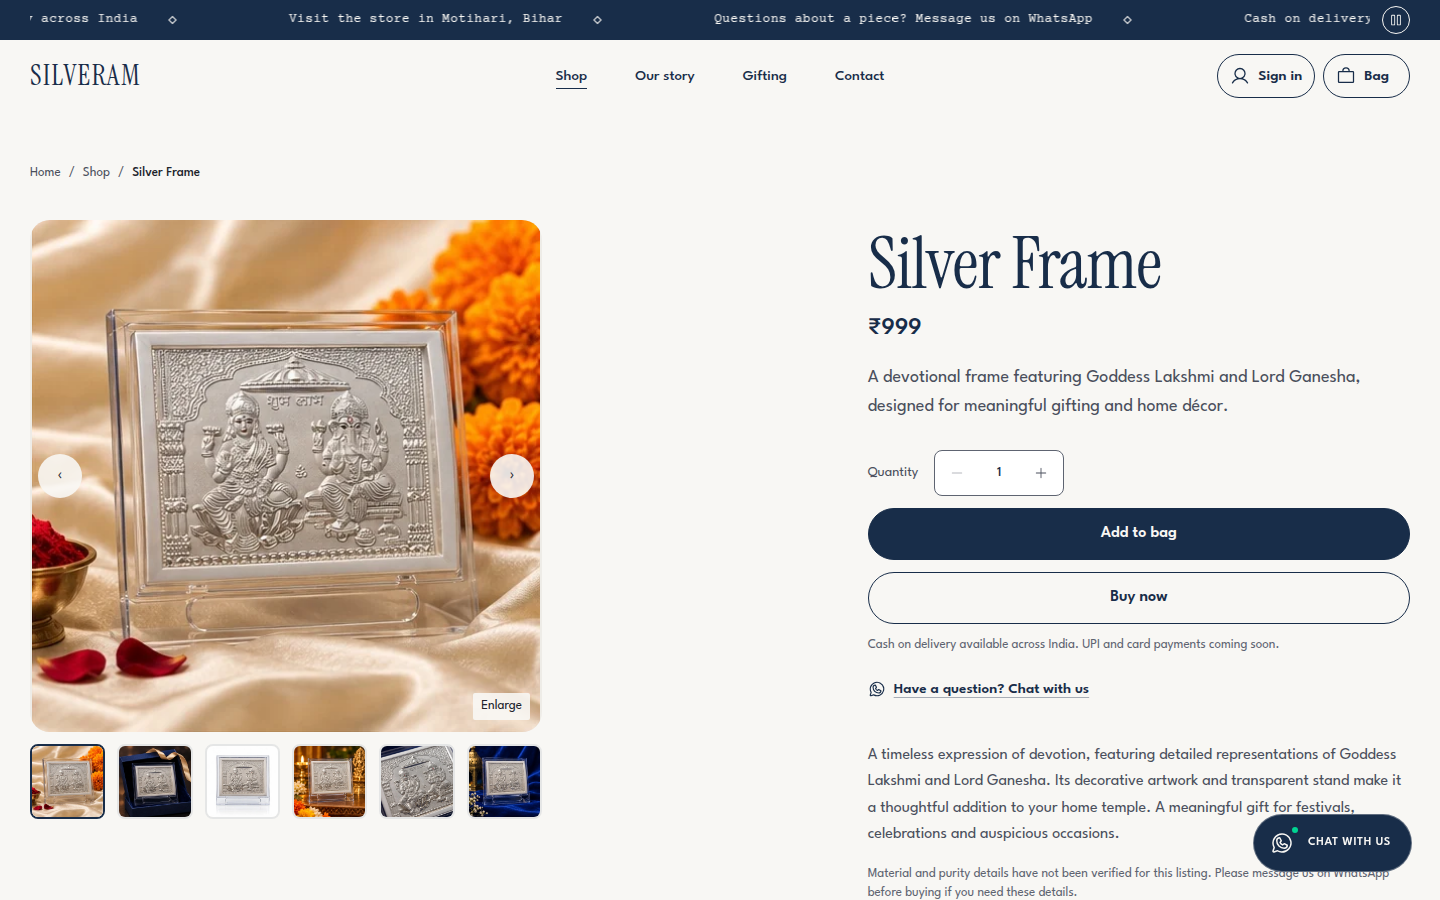 across India
Visit the store in Motihari, Bihar
Questions about a piece? Message us on WhatsApp
Cash on delivery
SILVERAM
Shop
Our story
Gifting
Contact
Sign in
Bag
Home / Shop / Silver Frame
शुभ लाभ
Enlarge
Silver Frame
₹999
A devotional frame featuring Goddess Lakshmi and Lord Ganesha,
designed for meaningful gifting and home décor.
Quantity
1
Add to bag
Buy now
Cash on delivery available across India. UPI and card payments coming soon.
Have a question? Chat with us
A timeless expression of devotion, featuring detailed representations of Goddess
Lakshmi and Lord Ganesha. Its decorative artwork and transparent stand make it
a thoughtful addition to your home temple. A meaningful gift for festivals,
celebrations and auspicious occasions.
CHAT WITH US
Material and purity details have not been verified for this listing. Please message us on WhatsApp
before buying if you need these details.